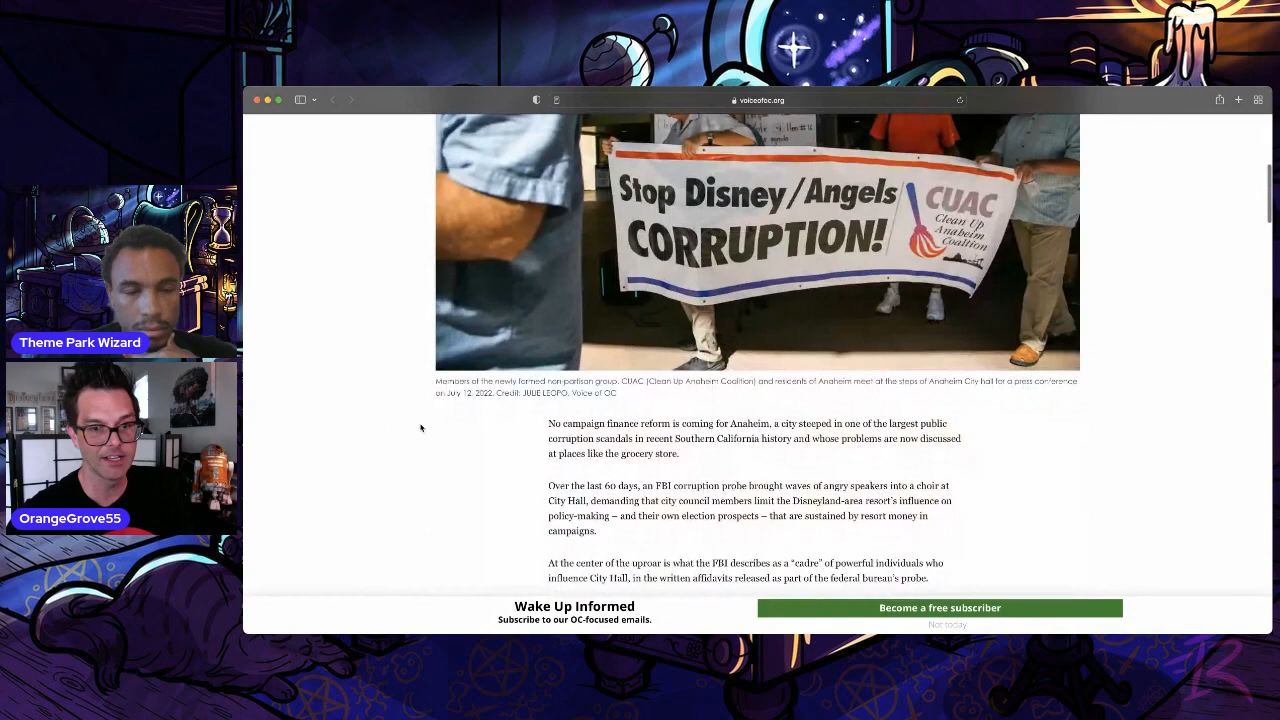 voiceofoc.org
Stop Disney/Angels
CORRUPTION!
CUAC
Clean Up
Anaheim
Coalition
Members of the newly formed non-partisan group, CUAC (Clean Up Anaheim Coalition) and residents of Anaheim meet at the steps of Anaheim City hall for a press conference
on July 12, 2022. Credit: JULIE LEOPO, Voice of OC
No campaign finance reform is coming for Anaheim, a city steeped in one of the largest public
corruption scandals in recent Southern California history and whose problems are now discussed
at places like the grocery store.
Over the last 60 days, an FBI corruption probe brought waves of angry speakers into a choir at
City Hall, demanding that city council members limit the Disneyland-area resort's influence on
policy-making – and their own election prospects – that are sustained by resort money in
campaigns.
At the center of the uproar is what the FBI describes as a “cadre” of powerful individuals who
influence City Hall, in the written affidavits released as part of the federal bureau's probe.
Wake Up Informed
Subscribe to our OC-focused emails.
Become a free subscriber
Not today
Theme Park Wizard
OrangeGrove55
R